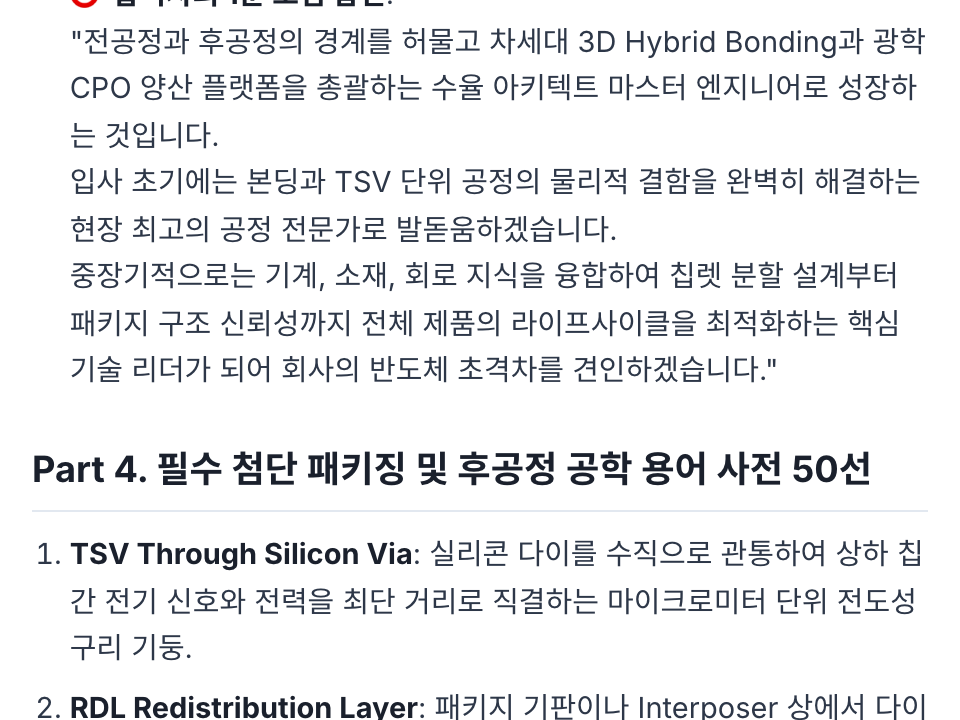 "전공정과 후공정의 경계를 허물고 차세대 3D Hybrid Bonding과 광학
CPO 양산 플랫폼을 총괄하는 수율 아키텍트 마스터 엔지니어로 성장하
는 것입니다.
입사 초기에는 본딩과 TSV 단위 공정의 물리적 결함을 완벽히 해결하는
현장 최고의 공정 전문가로 발돋움하겠습니다.
중장기적으로는 기계, 소재, 회로 지식을 융합하여 칩렛 분할 설계부터
패키지 구조 신뢰성까지 전체 제품의 라이프사이클을 최적화하는 핵심
기술 리더가 되어 회사의 반도체 초격차를 견인하겠습니다."
Part 4. 필수 첨단 패키징 및 후공정 공학 용어 사전 50선
1. TSV Through Silicon Via: 실리콘 다이를 수직으로 관통하여 상하 칩
간 전기 신호와 전력을 최단 거리로 직결하는 마이크로미터 단위 전도성
구리 기둥.
2. RDL Redistribution Layer: 패키지 기판이나 Interposer 상에서 다이